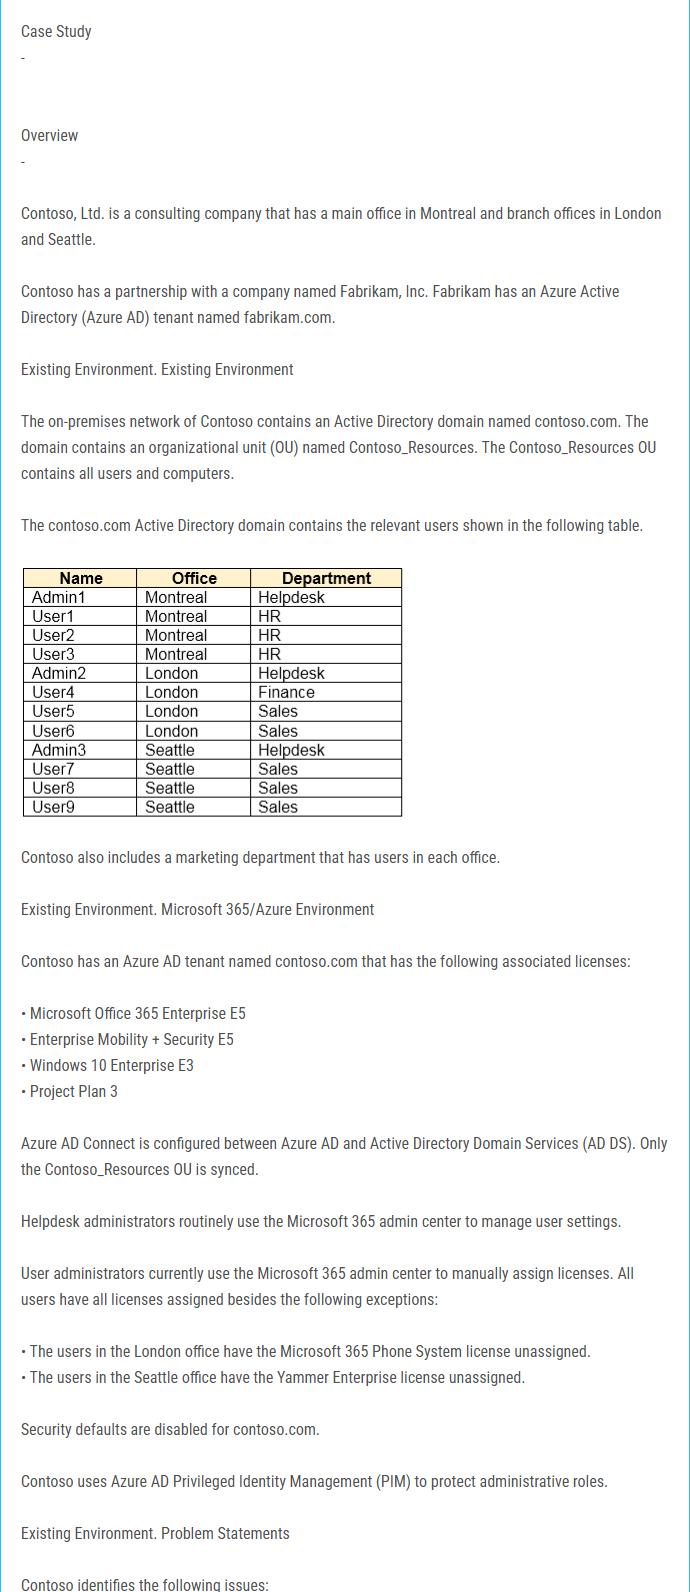 Case Study
-
Overview
-
Contoso, Ltd. is a consulting company that has a main office in Montreal and branch offices in London
and Seattle.
Contoso has a partnership with a company named Fabrikam, Inc. Fabrikam has an Azure Active
Directory (Azure AD) tenant named fabrikam.com.
Existing Environment. Existing Environment
The on-premises network of Contoso contains an Active Directory domain named contoso.com. The
domain contains an organizational unit (OU) named Contoso_Resources. The Contoso_Resources OU
contains all users and computers.
The contoso.com Active Directory domain contains the relevant users shown in the following table.
Name Office Department
Admin1 Montreal Helpdesk
User1 Montreal HR
User2 Montreal HR
User3 Montreal HR
Admin2 London Helpdesk
User4 London Finance
User5 London Sales
User6 London Sales
Admin3 Seattle Helpdesk
User7 Seattle Sales
User8 Seattle Sales
User9 Seattle Sales
Contoso also includes a marketing department that has users in each office.
Existing Environment. Microsoft 365/Azure Environment
Contoso has an Azure AD tenant named contoso.com that has the following associated licenses:
• Microsoft Office 365 Enterprise E5
• Enterprise Mobility + Security E5
• Windows 10 Enterprise E3
• Project Plan 3
Azure AD Connect is configured between Azure AD and Active Directory Domain Services (AD DS). Only
the Contoso_Resources OU is synced.
Helpdesk administrators routinely use the Microsoft 365 admin center to manage user settings.
User administrators currently use the Microsoft 365 admin center to manually assign licenses. All
users have all licenses assigned besides the following exceptions:
• The users in the London office have the Microsoft 365 Phone System license unassigned.
• The users in the Seattle office have the Yammer Enterprise license unassigned.
Security defaults are disabled for contoso.com.
Contoso uses Azure AD Privileged Identity Management (PIM) to protect administrative roles.
Existing Environment. Problem Statements
Contoso identifies the following issues: